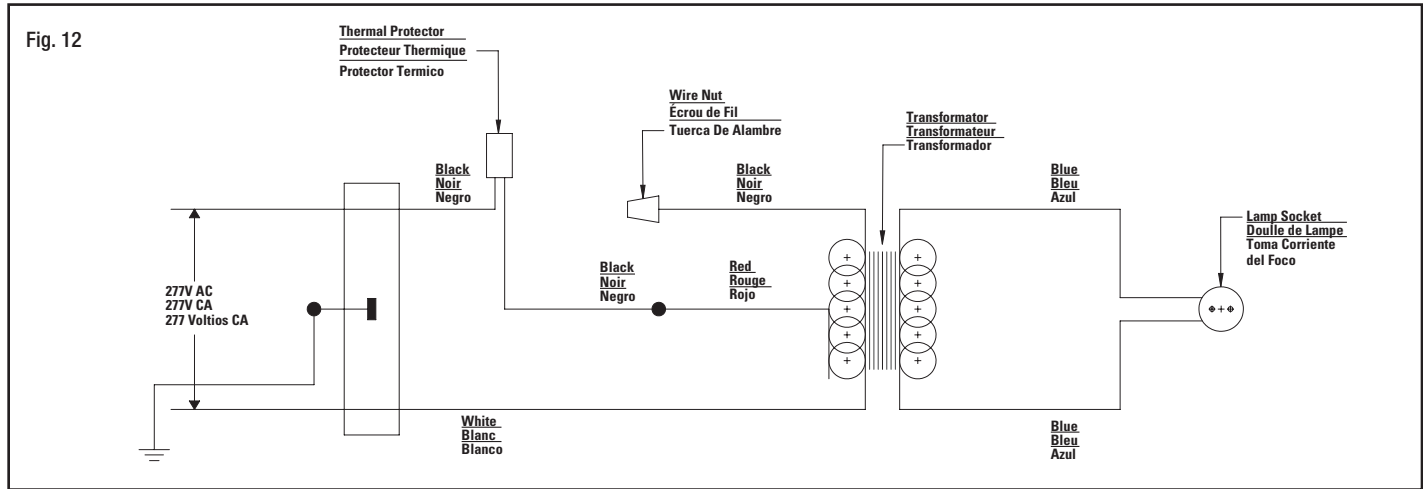 Fig. 12
Thermal Protector
Protecteur Thermique
Protector Termico
Wire Nut
Écrou de Fil
Tuerca De Alambre
Transformator
Transformateur
Transformador
Black
Noir
Negro
Black
Noir
Negro
Blue
Bleu
Azul
Lamp Socket
Doulle de Lampe
Toma Corriente
del Foco
277V AC
277V CA
277 Voltios CA
Black
Noir
Negro
Red
Rouge
Rojo
White
Blanc
Blanco
Blue
Bleu
Azul